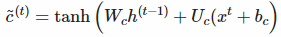 c̃^(t) = tanh (W_c h^(t−1) + U_c(x^t + b_c)